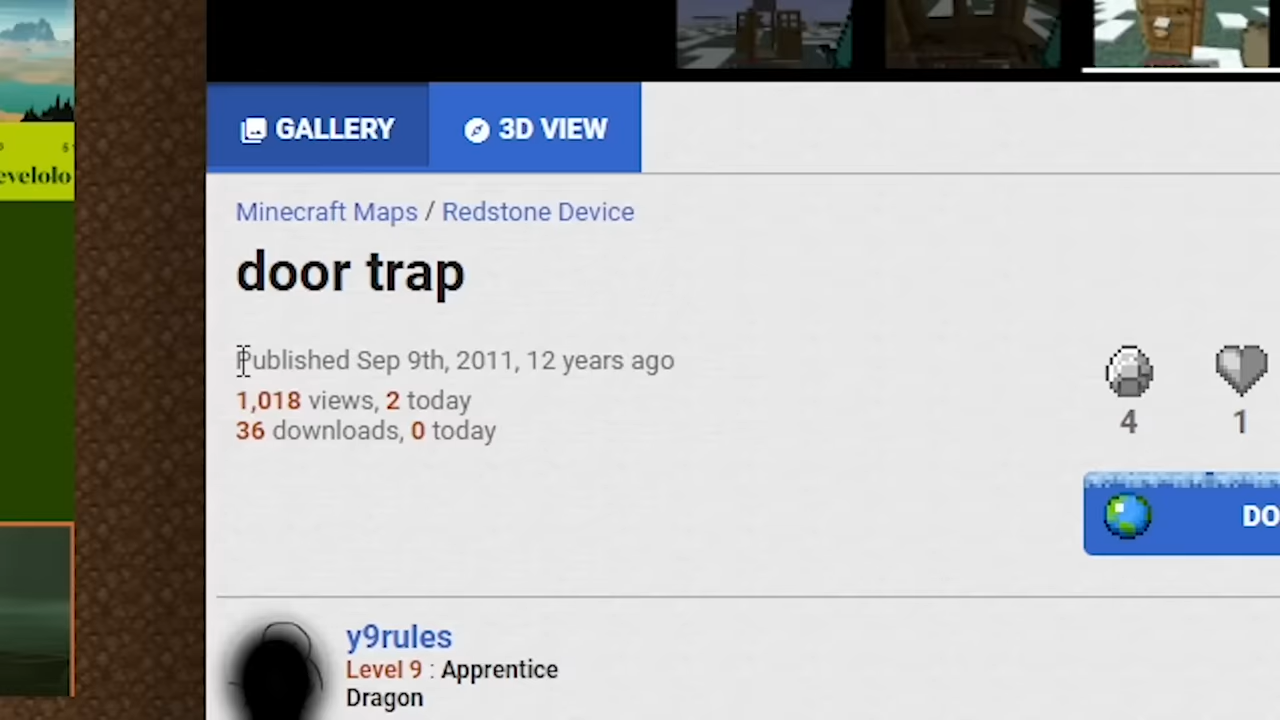 GALLERY
3D VIEW
evelolo
Minecraft Maps / Redstone Device
door trap
Published Sep 9th, 2011, 12 years ago
1,018 views, 2 today
36 downloads, 0 today
4
1
DO
y9rules
Level 9 : Apprentice
Dragon